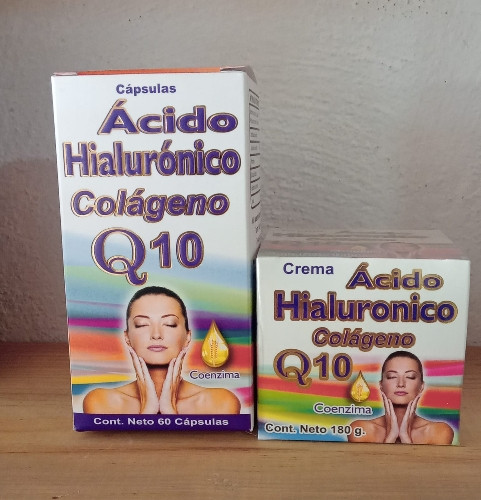 Cápsulas
Ácido
Hialurónico
Colágeno
Q10
Coenzima
Cont. Neto 60 Cápsulas
Crema Ácido
Hialuronico
Colágeno
Q10
Coenzima
Cont. Neto 180 g.